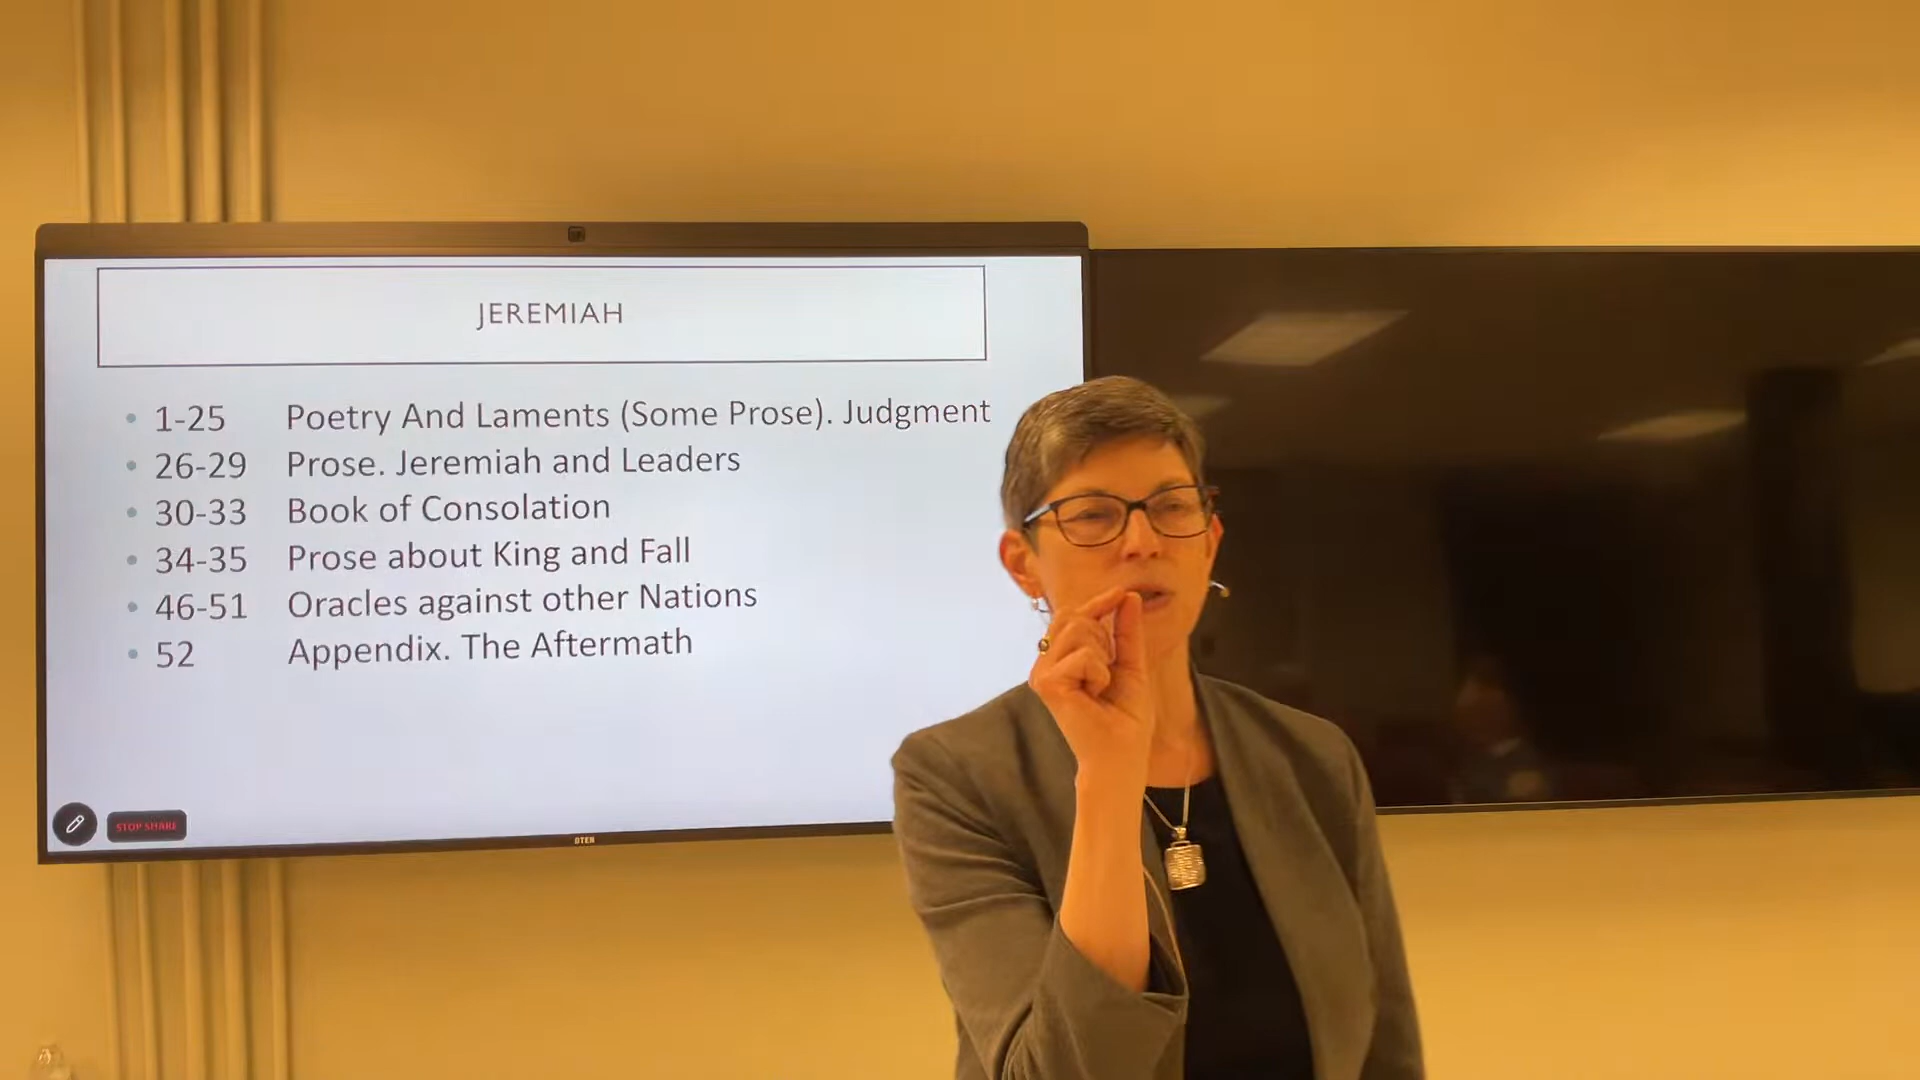 JEREMIAH
• 1-25 Poetry And Laments (Some Prose). Judgment
• 26-29 Prose. Jeremiah and Leaders
• 30-33 Book of Consolation
• 34-35 Prose about King and Fall
• 46-51 Oracles against other Nations
• 52 Appendix. The Aftermath
STOP SHARE
DTEN